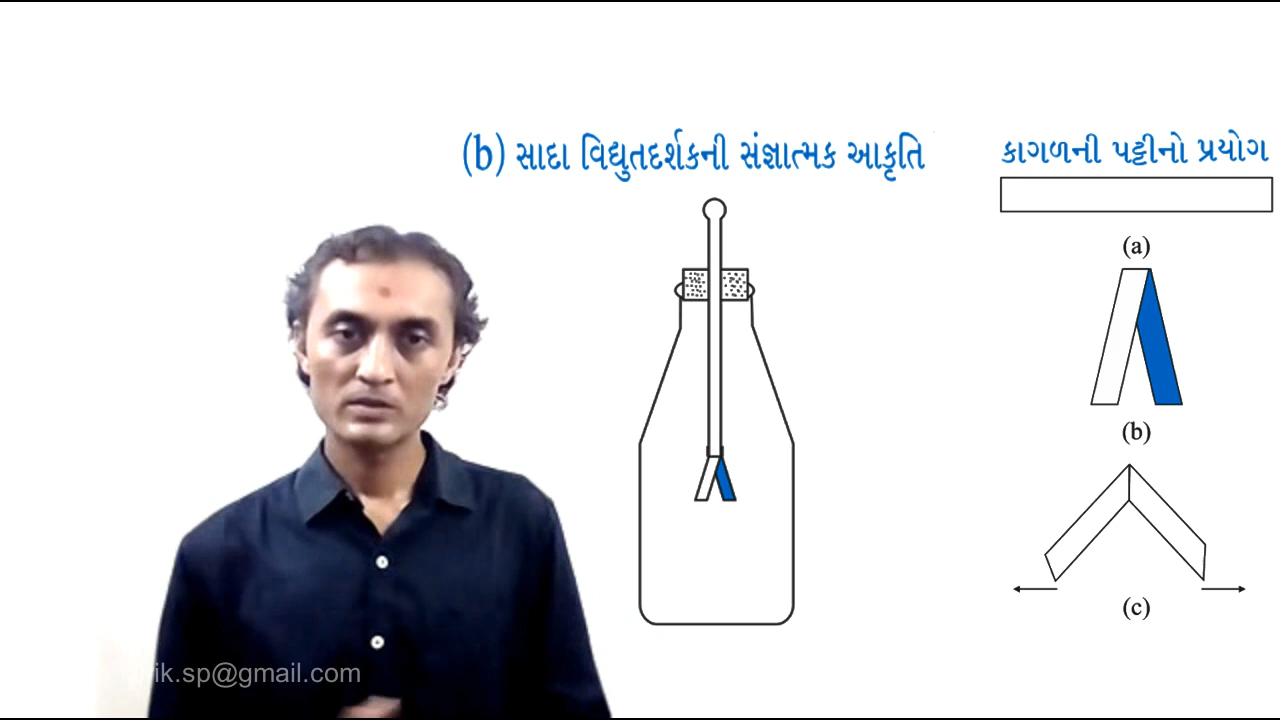 (b) સાદા વિદ્યુતદર્શકની સંજ્ઞાત્મક આકૃતિ
કાગળની પટ્ટીનો પ્રયોગ
(a)
(b)
(c)
ik.sp@gmail.com